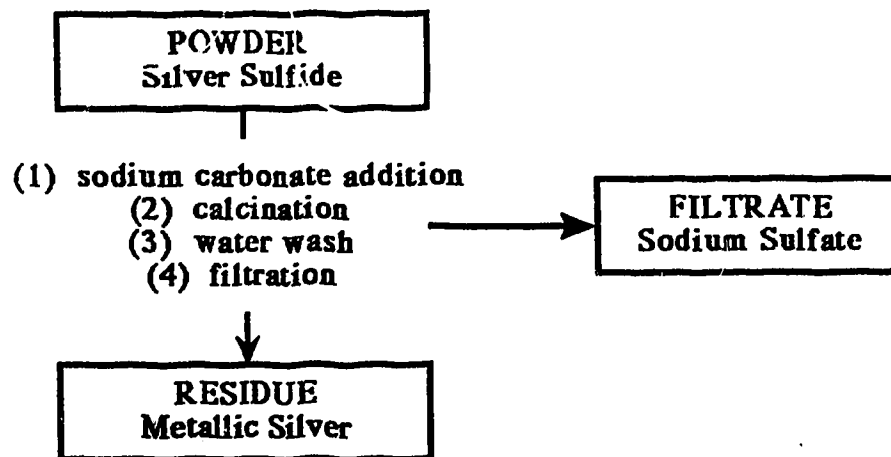 POWDER
Silver Sulfide
(1) sodium carbonate addition
(2) calcination
(3) water wash
(4) filtration
FILTRATE
Sodium Sulfate
RESIDUE
Metallic Silver